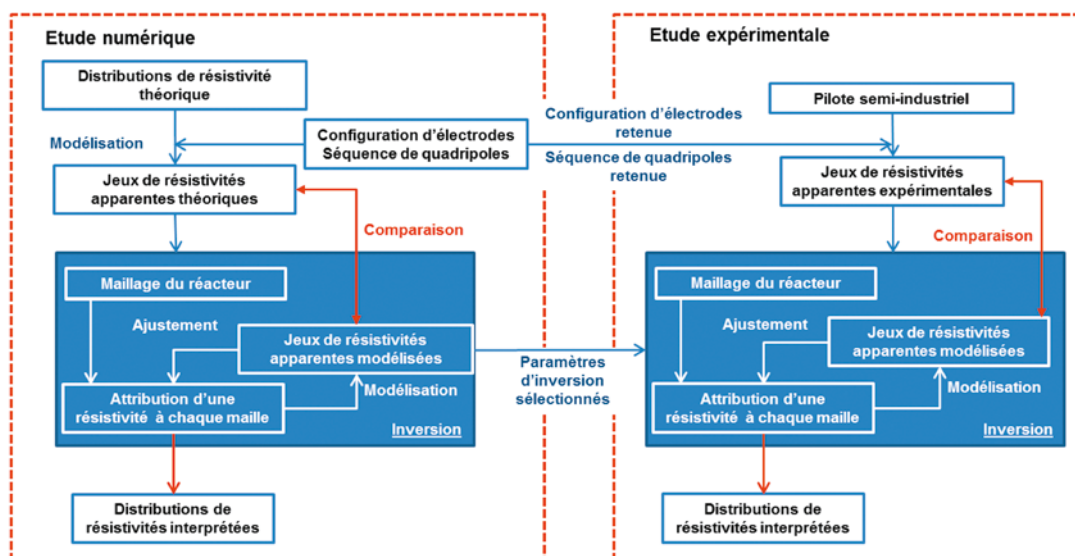 Etude numérique
Distributions de résistivité
théorique
Modélisation
Configuration d'électrodes
Séquence de quadripoles
Jeux de résistivités
apparentes théoriques
Comparaison
Maillage du réacteur
Ajustement
Jeux de résistivités
apparentes modélisées
Modélisation
Attribution d'une
résistivité à chaque maille
Inversion
Distributions de
résistivités interprétées
Configuration d'électrodes
retenue
Séquence de quadripoles
retenue
Paramètres
d'inversion
sélectionnés
Etude expérimentale
Pilote semi-industriel
Jeux de résistivités
apparentes expérimentales
Comparaison
Maillage du réacteur
Ajustement
Jeux de résistivités
apparentes modélisées
Modélisation
Attribution d'une
résistivité à chaque maille
Inversion
Distributions de
résistivités interprétées